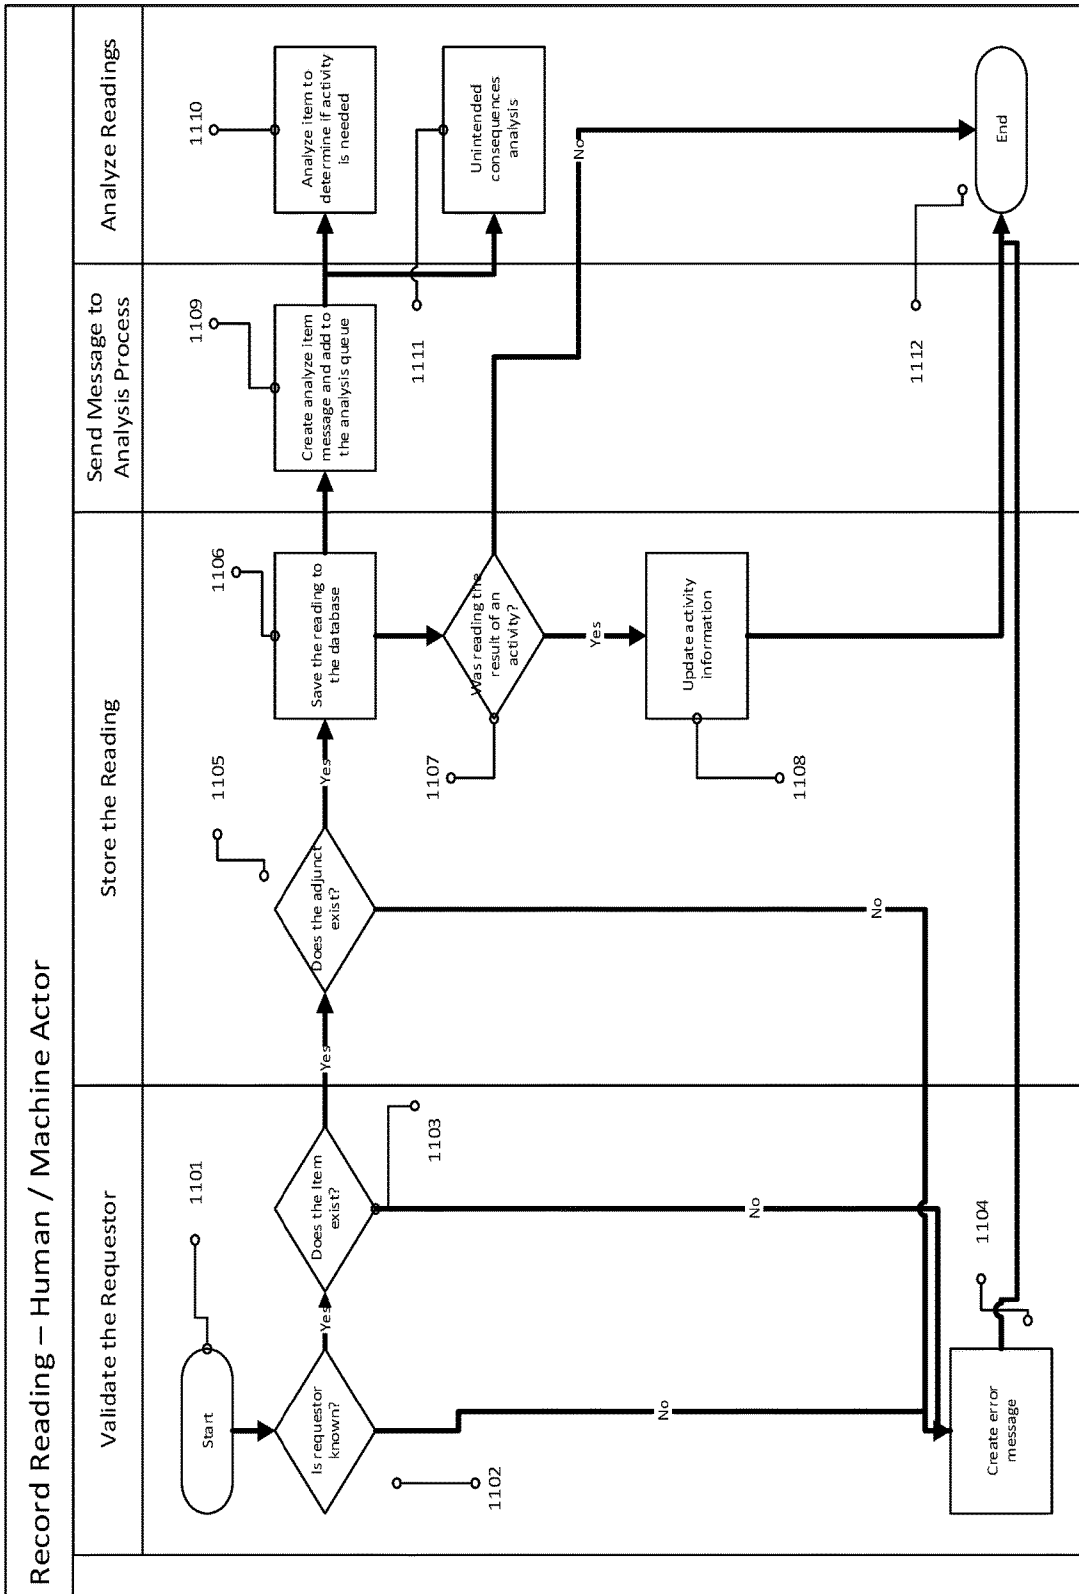 Record Reading – Human / Machine Actor
Validate the Requestor
Store the Reading
Send Message to
Analysis Process
Analyze Readings
1101
Start
Is requestor
known?
1102
Yes
No
Does the Item
exist?
1103
Yes
No
1104
Create error
message
Does the adjunct
exist?
1105
Yes
No
1106
Save the reading to
the database
Was reading the
result of an
activity?
1107
Yes
No
Update activity
information
1108
1109
Create analyze item
message and add to
the analysis queue
1110
Analyze item to
determine if activity
is needed
1111
Unintended
consequences
analysis
1112
End